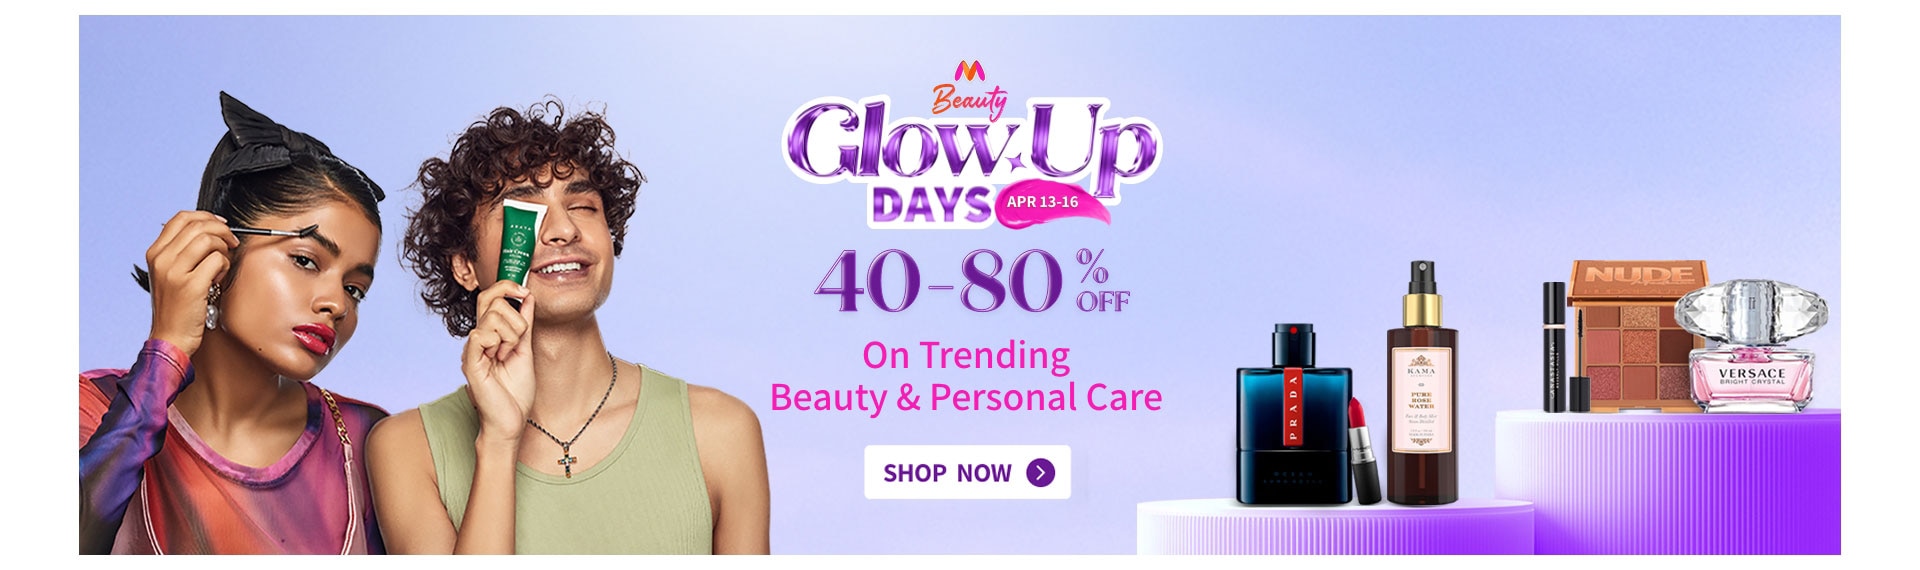 Beauty
Glow Up
DAYS
APR 13-16
40-80% OFF
On Trending
Beauty & Personal Care
SHOP NOW
PRADA
KAMA
PURE
ROSE
WATER
ANASTASIA
NUDE
VERSACE
BRIGHT CRYSTAL